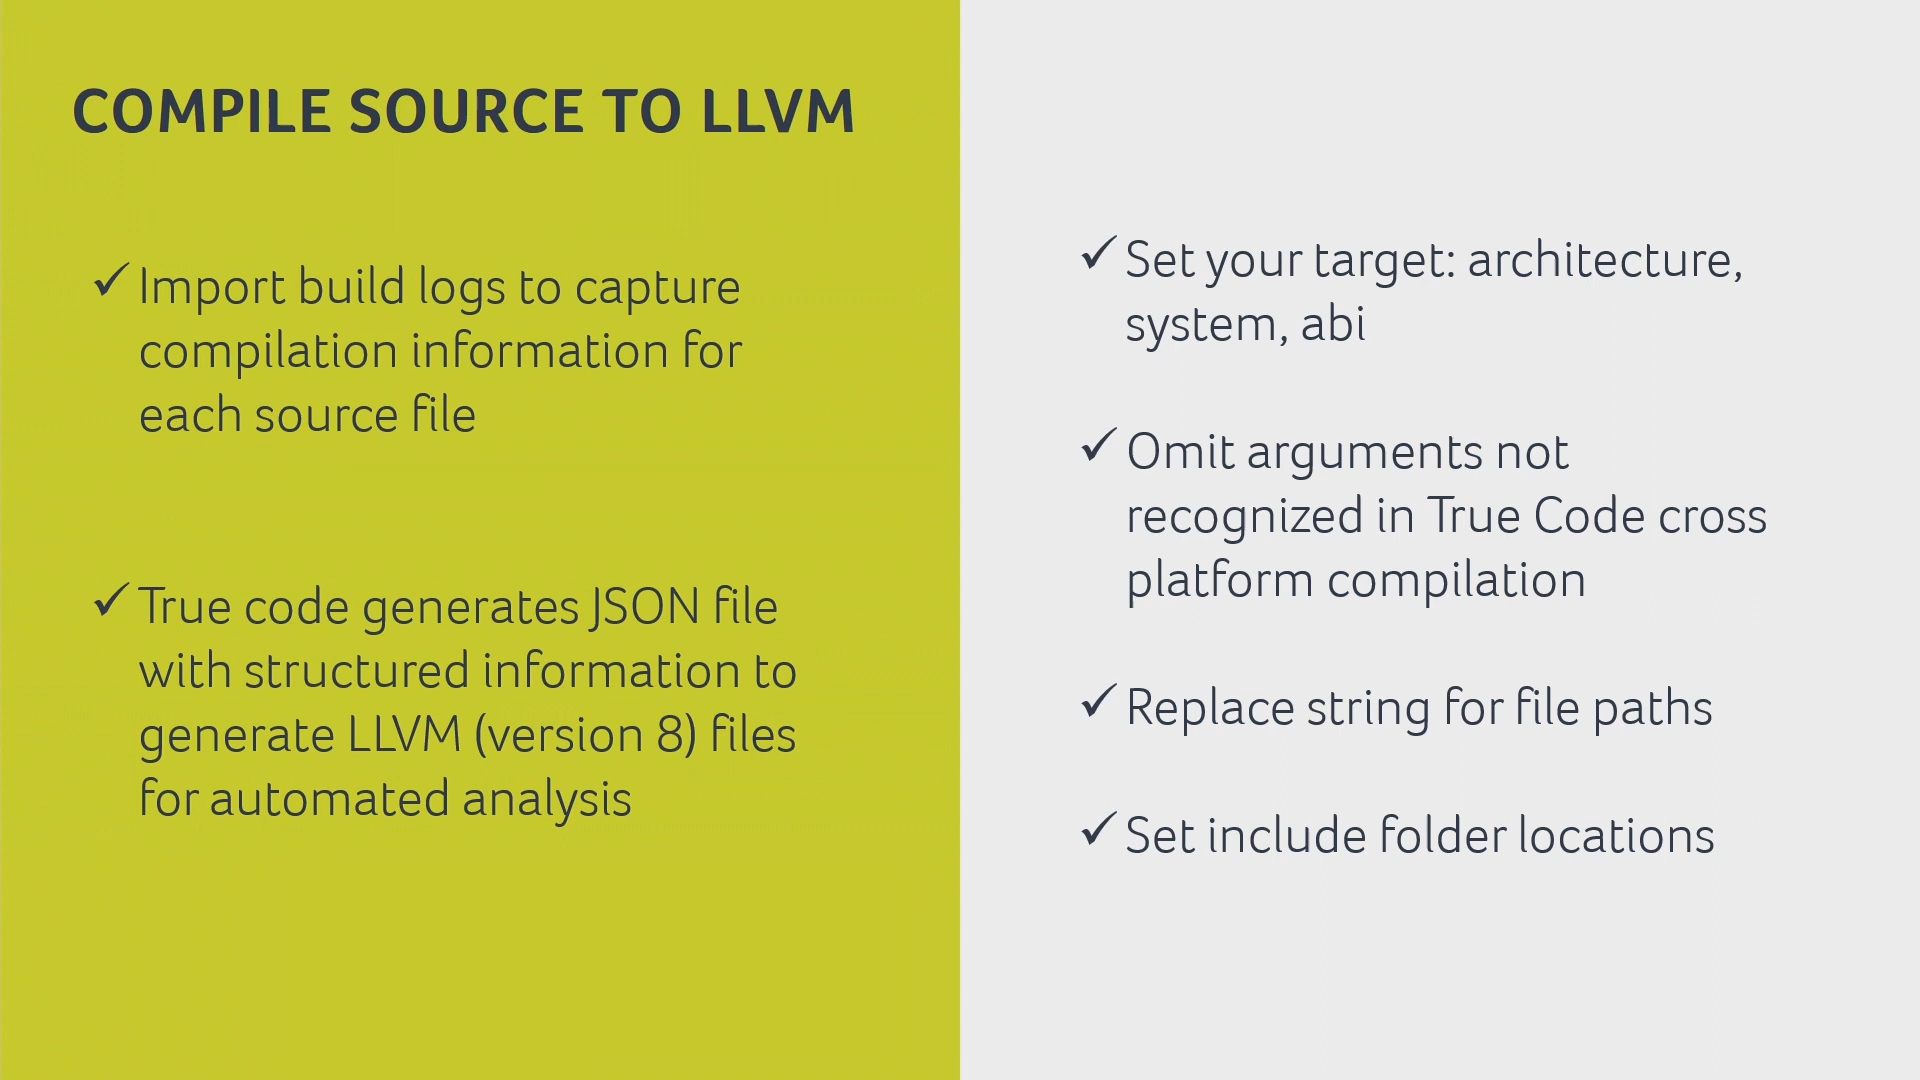 COMPILE SOURCE TO LLVM
✓ Import build logs to capture
compilation information for
each source file
✓ True code generates JSON file
with structured information to
generate LLVM (version 8) files
for automated analysis
✓ Set your target: architecture,
system, abi
✓ Omit arguments not
recognized in True Code cross
platform compilation
✓ Replace string for file paths
✓ Set include folder locations